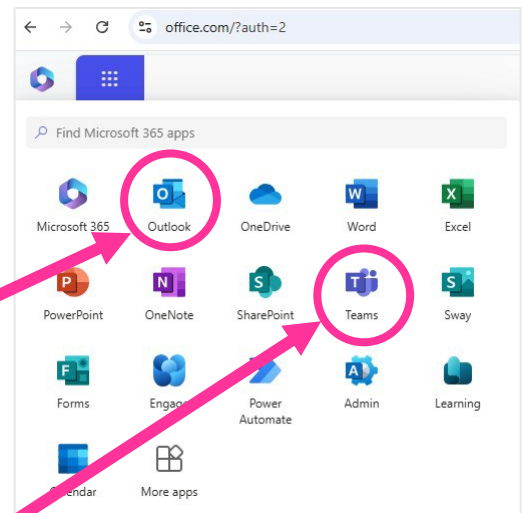 office.com/?auth=2
Find Microsoft 365 apps
Microsoft 365 Outlook OneDrive Word Excel
PowerPoint OneNote SharePoint Teams Sway
Forms Power Admin Learning
Automate
More apps